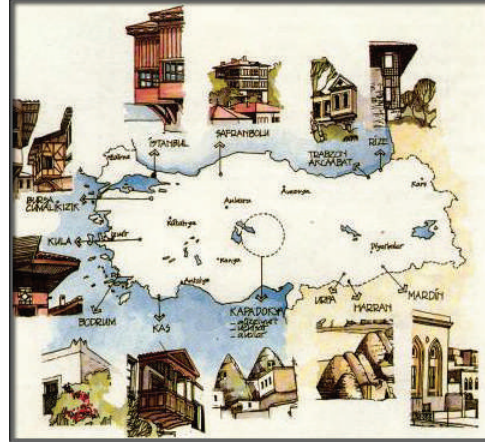 İSTANBUL
SAFRANBOLU
TRABZON
AKÇAABAT
RİZE
Edirne
BURSA
CUMALIKIZIK
Ankara
Amasya
Kars
KULA
İzmir
Kütahya
Konya
Diyarbakır
Antalya
BODRUM
KAŞ
KAPADOKYA
URFA
HARRAN
MARDİN